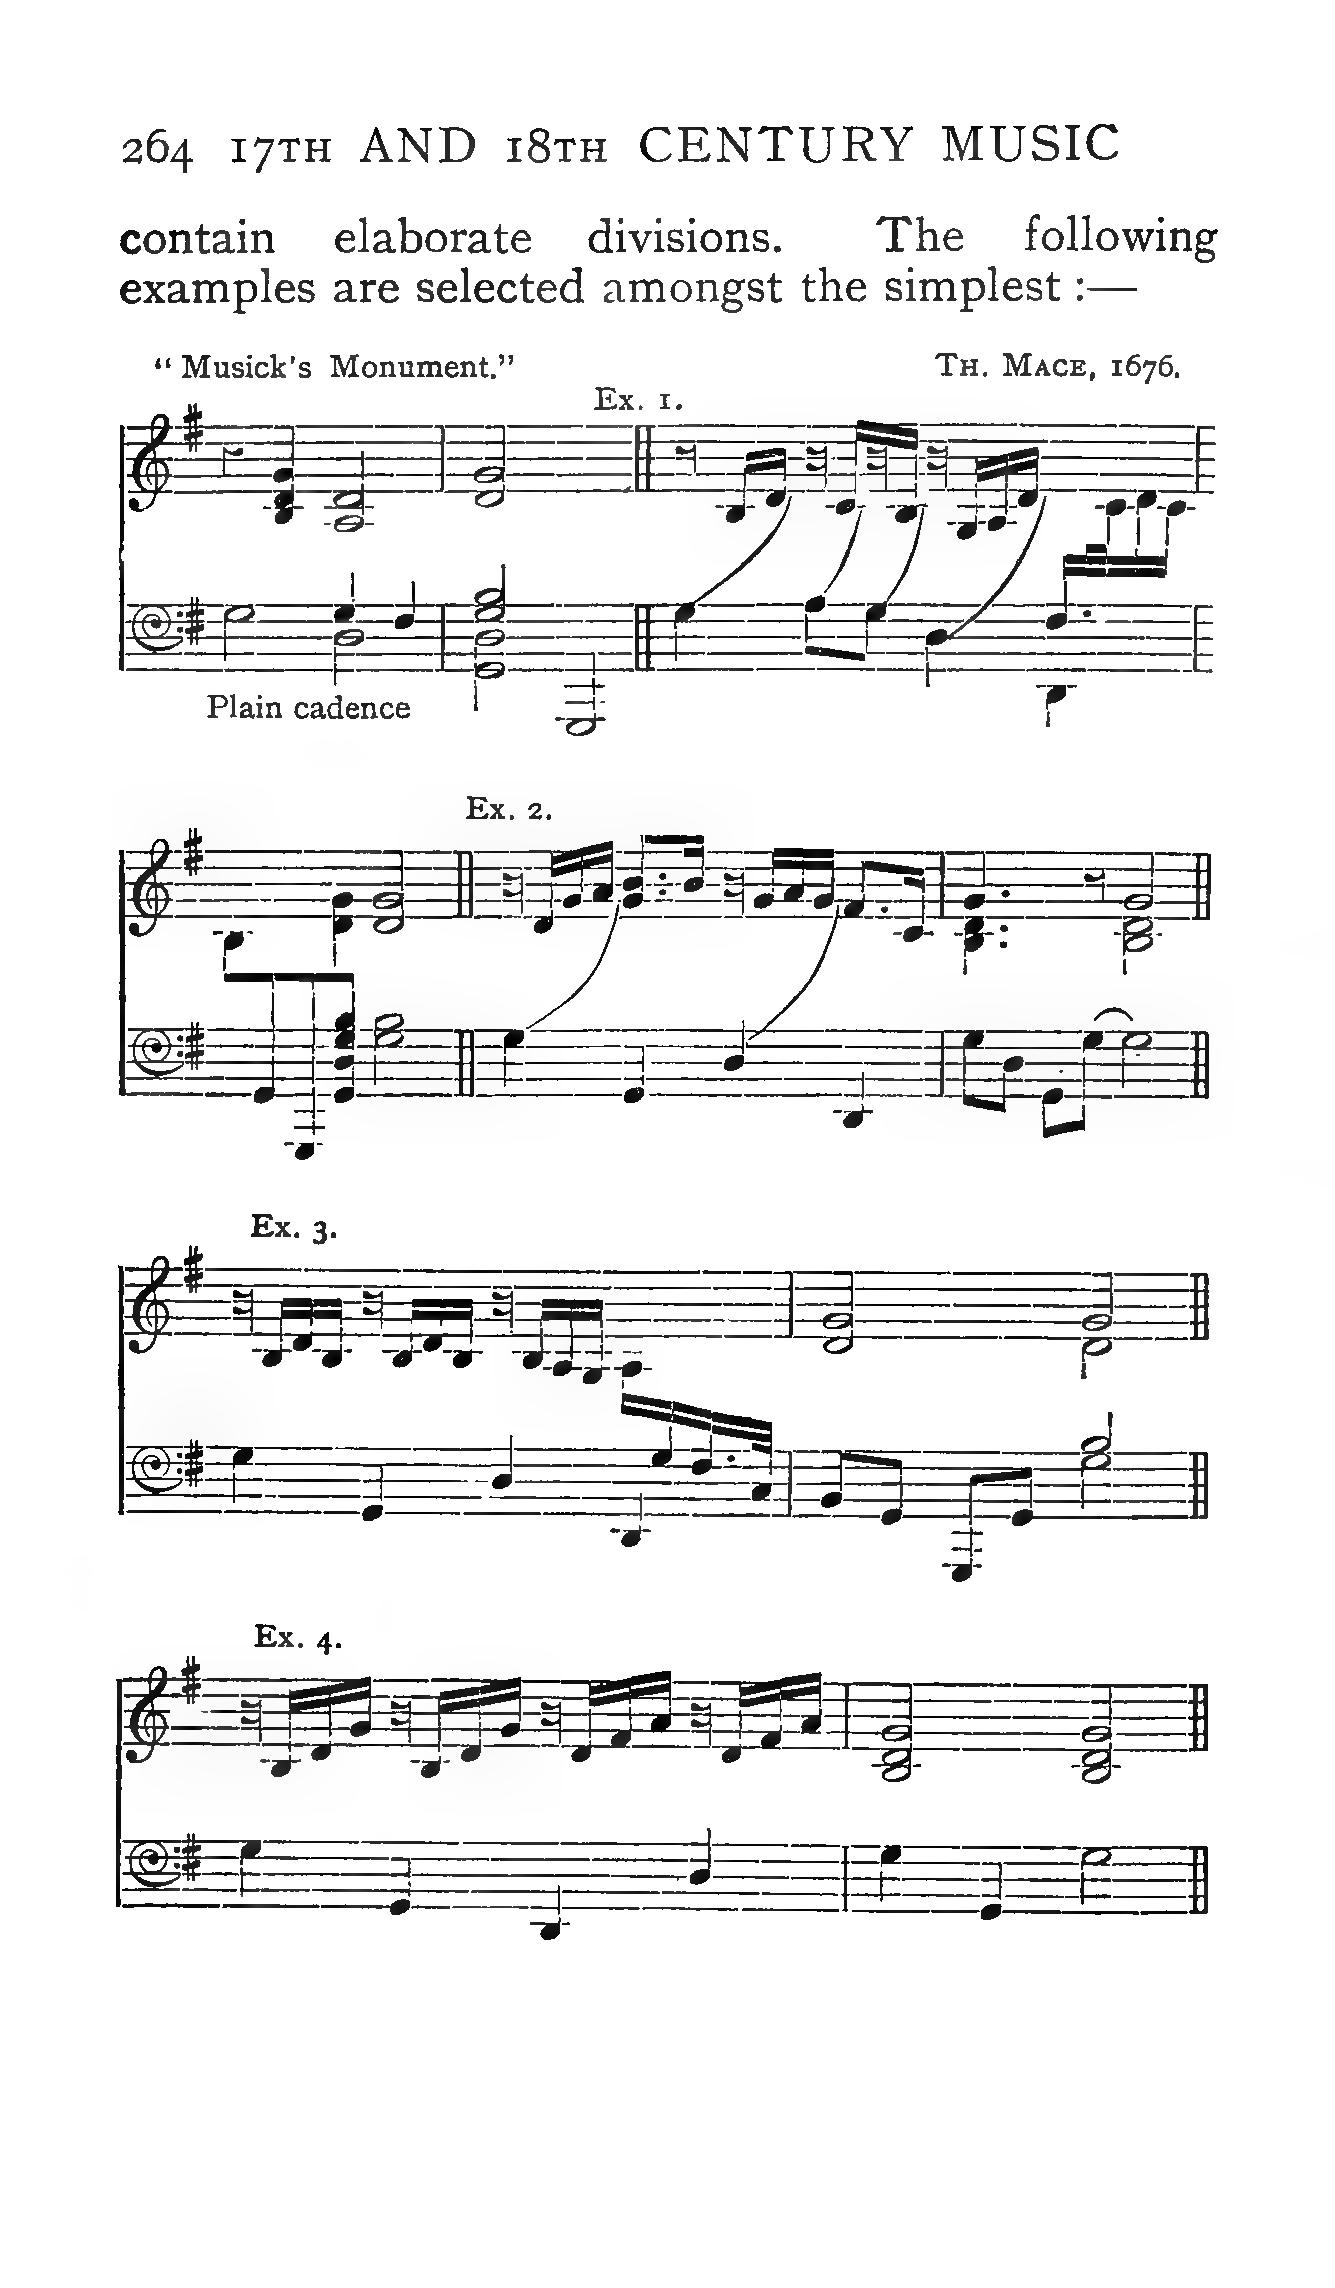 264 17TH AND 18TH CENTURY MUSIC
contain elaborate divisions. The following
examples are selected amongst the simplest :—
“ Musick's Monument.” TH. MACE, 1676.
Ex. 1.
Plain cadence
Ex. 2.
Ex. 3.
Ex. 4.